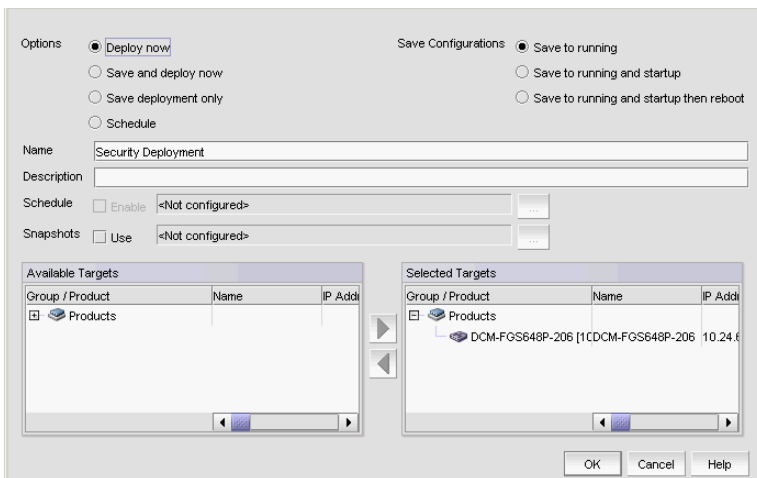 Options
Deploy now
Save and deploy now
Save deployment only
Schedule
Save Configurations
Save to running
Save to running and startup
Save to running and startup then reboot
Name
Security Deployment
Description
Schedule
Enable
<Not configured>
...
Snapshots
Use
<Not configured>
...
Available Targets
Group / Product
Name
IP Addr
Products
Selected Targets
Group / Product
Name
IP Addr
Products
DCM-FGS648P-206 [10
DCM-FGS648P-206
10.24.6
OK
Cancel
Help